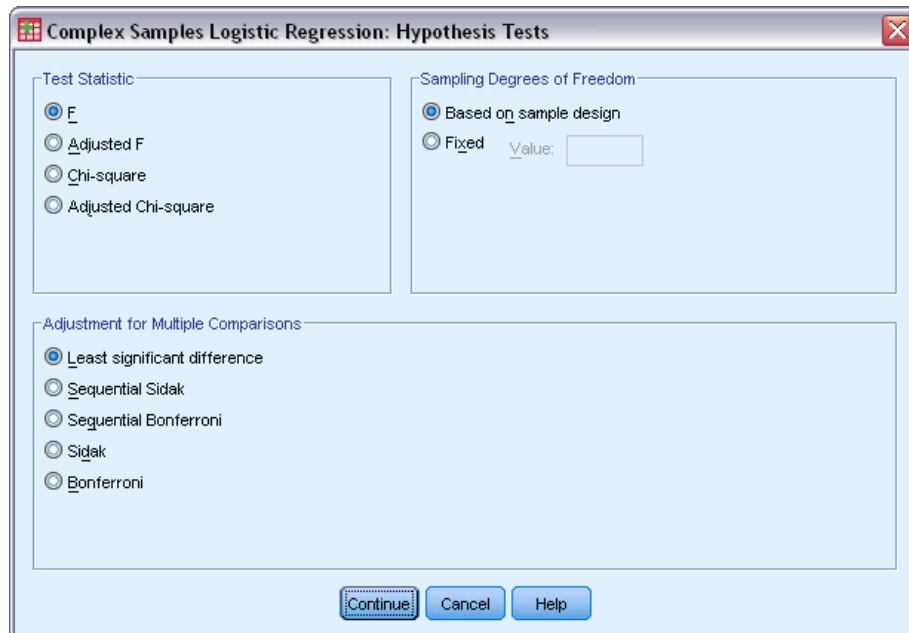 Complex Samples Logistic Regression: Hypothesis Tests
Test Statistic
F
Adjusted F
Chi-square
Adjusted Chi-square
Sampling Degrees of Freedom
Based on sample design
Fixed Value:
Adjustment for Multiple Comparisons
Least significant difference
Sequential Sidak
Sequential Bonferroni
Sidak
Bonferroni
Continue Cancel Help